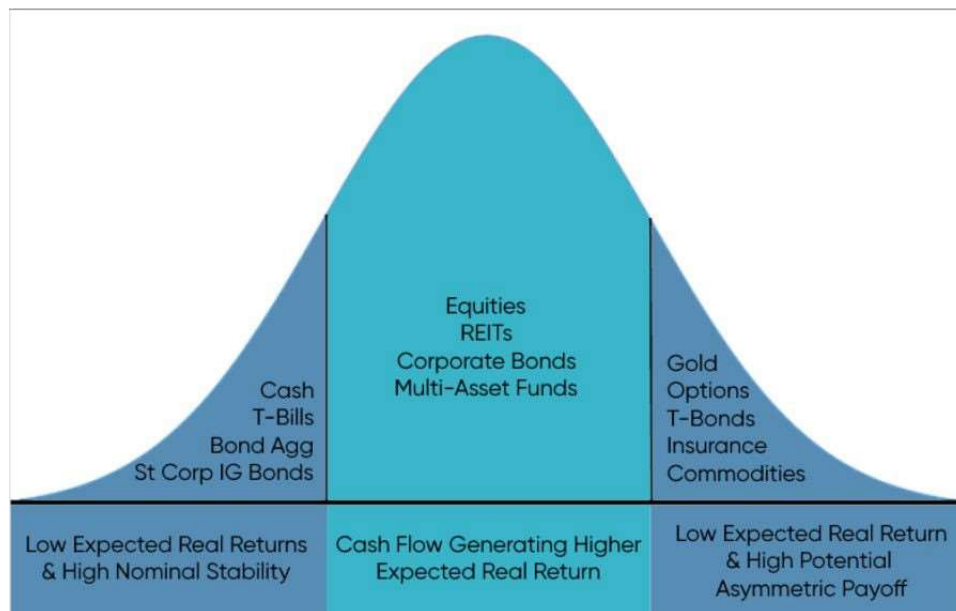 Cash
T-Bills
Bond Agg
St Corp IG Bonds
Equities
REITs
Corporate Bonds
Multi-Asset Funds
Gold
Options
T-Bonds
Insurance
Commodities
Low Expected Real Returns
& High Nominal Stability
Cash Flow Generating Higher
Expected Real Return
Low Expected Real Return
& High Potential
Asymmetric Payoff